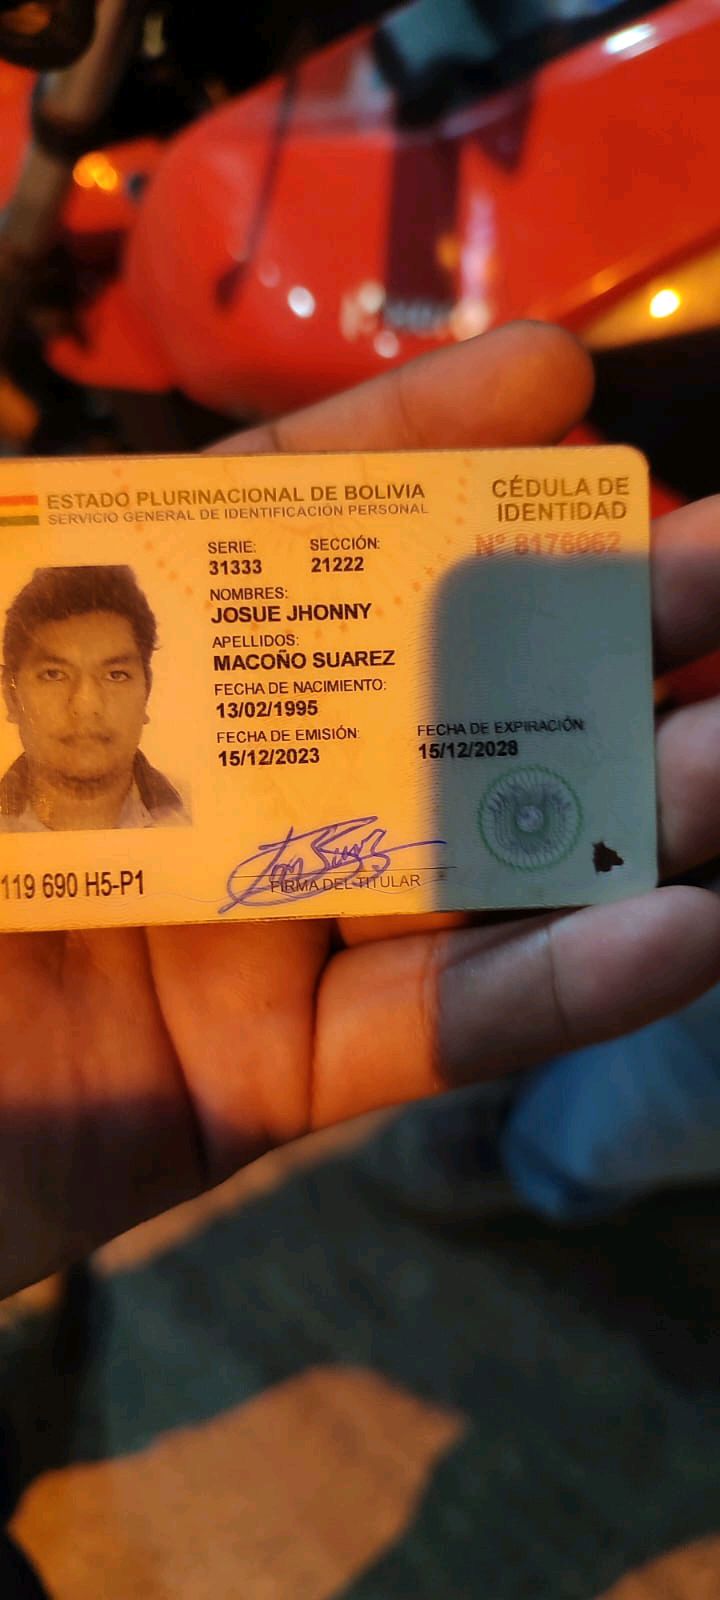 ESTADO PLURINACIONAL DE BOLIVIA
SERVICIO GENERAL DE IDENTIFICACIÓN PERSONAL
CÉDULA DE
IDENTIDAD
Nº 8176062
SERIE: SECCIÓN:
31333 21222
NOMBRES:
JOSUE JHONNY
APELLIDOS:
MACOÑO SUAREZ
FECHA DE NACIMIENTO:
13/02/1995
FECHA DE EMISIÓN: FECHA DE EXPIRACIÓN:
15/12/2023 15/12/2028
119 690 H5-P1
FIRMA DEL TITULAR